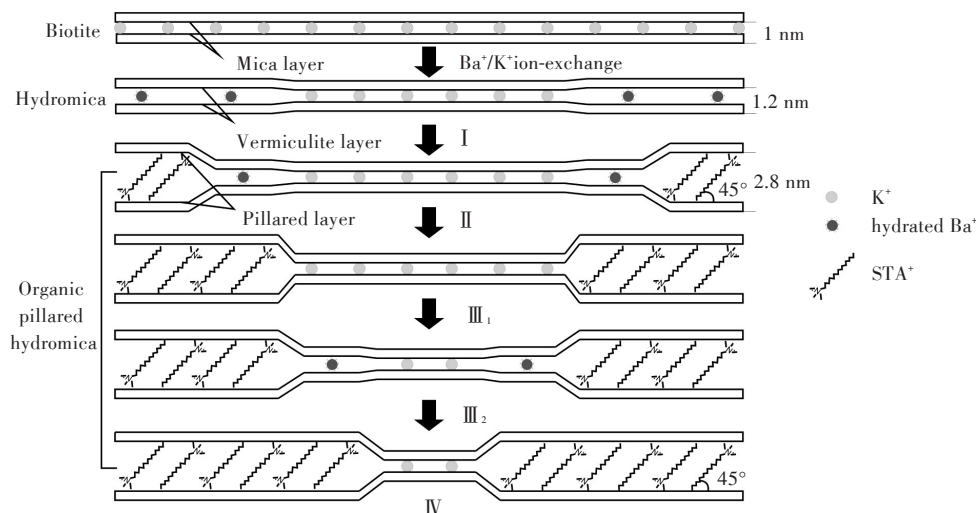 Biotite
1 nm
Mica layer
Ba⁺/K⁺ion-exchange
Hydromica
1.2 nm
Vermiculite layer
Ⅰ
45°
2.8 nm
Pillared layer
Ⅱ
K⁺
hydrated Ba⁺
STA⁺
Organic
pillared
hydromica
Ⅲ₁
Ⅲ₂
45°
Ⅳ